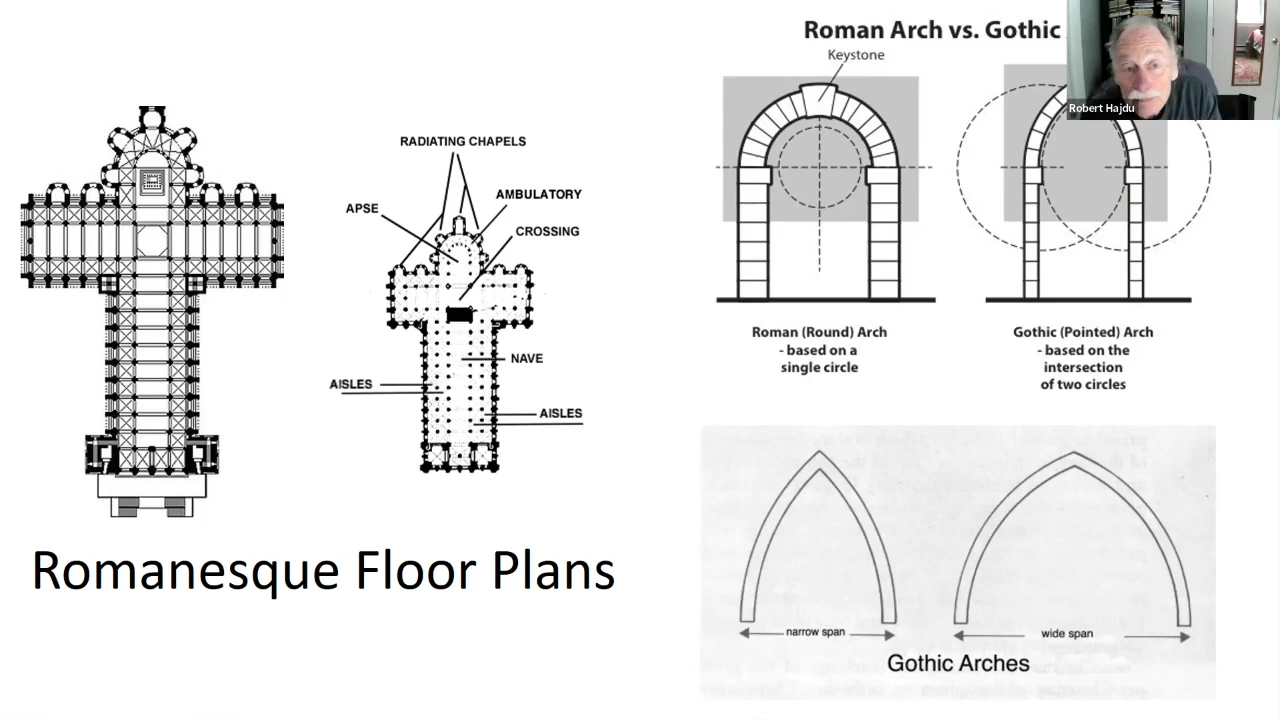 Roman Arch vs. Gothic
Keystone
Robert Hajdu
RADIATING CHAPELS
AMBULATORY
APSE
CROSSING
NAVE
AISLES
AISLES
Roman (Round) Arch
- based on a
single circle
Gothic (Pointed) Arch
- based on the
intersection
of two circles
narrow span
wide span
Gothic Arches
Romanesque Floor Plans